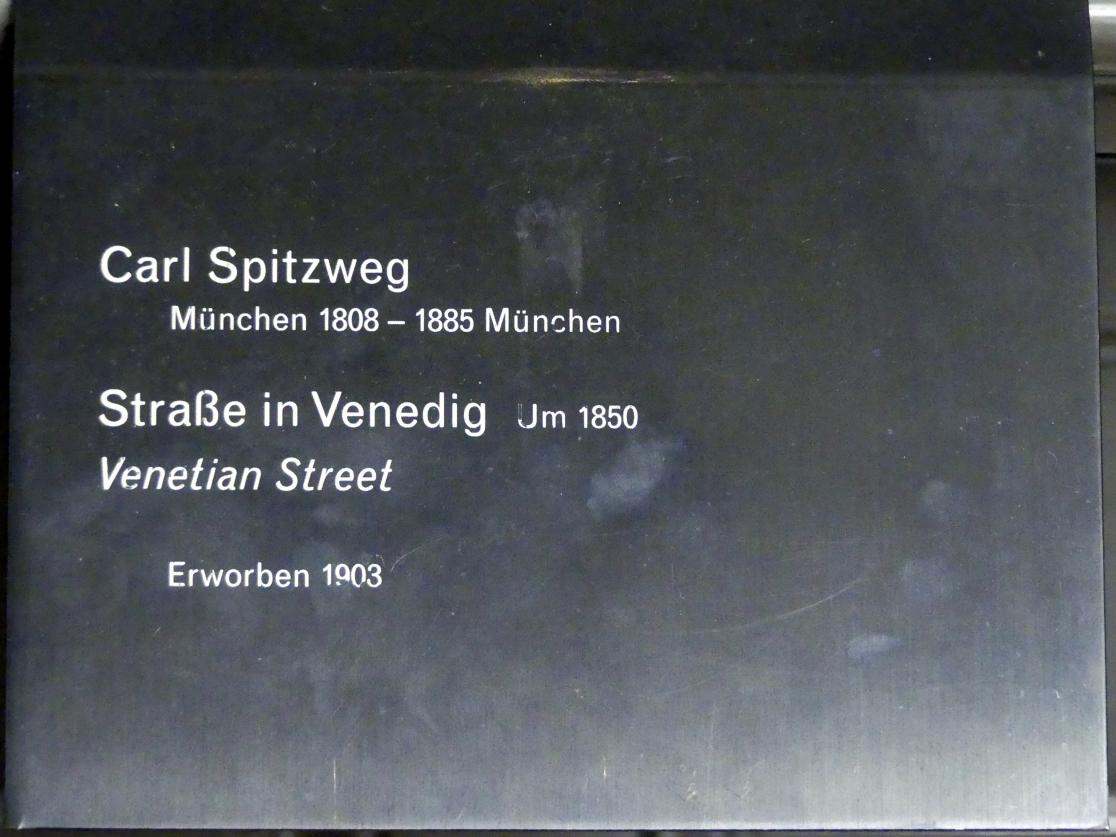 Carl Spitzweg
München 1808 – 1885 München
Straße in Venedig Um 1850
Venetian Street
Erworben 1903